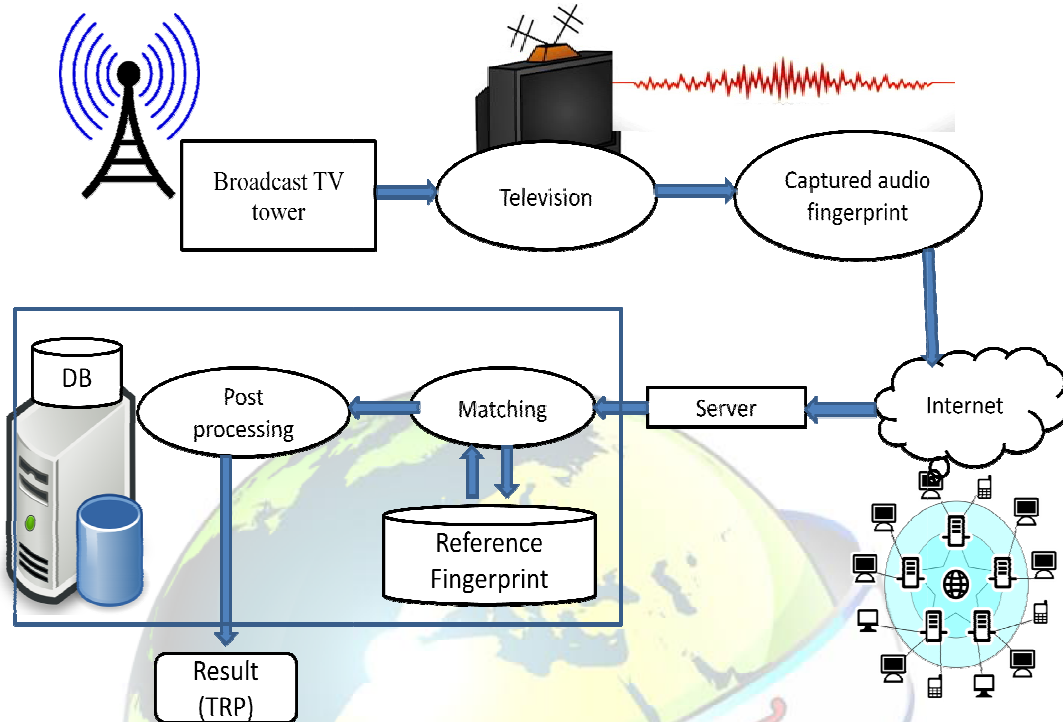 Broadcast TV
tower
Television
Captured audio
fingerprint
Internet
Server
Matching
Post
processing
DB
Reference
Fingerprint
Result
(TRP)